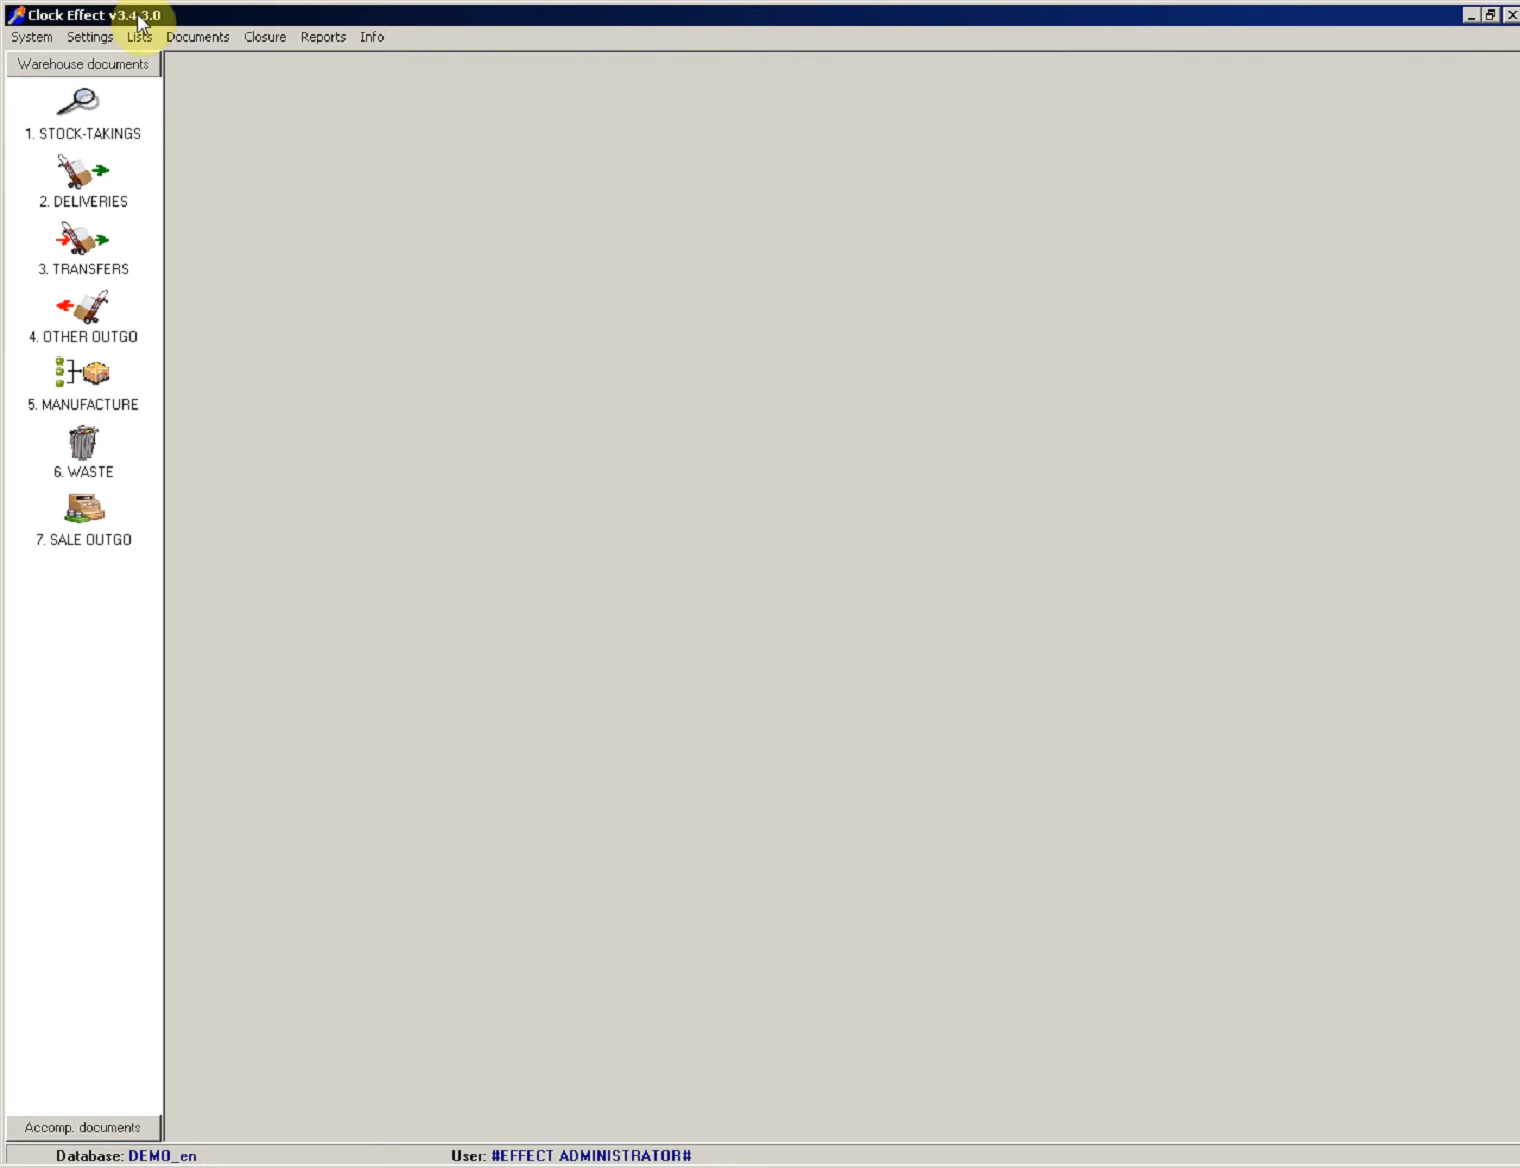 Clock Effect v3.4.3.0
System Settings Lists Documents Closure Reports Info
Warehouse documents
1. STOCK-TAKINGS
2. DELIVERIES
3. TRANSFERS
4. OTHER OUTGO
5. MANUFACTURE
6. WASTE
7. SALE OUTGO
Accomp. documents
Database: DEMO_en User: #EFFECT ADMINISTRATOR#